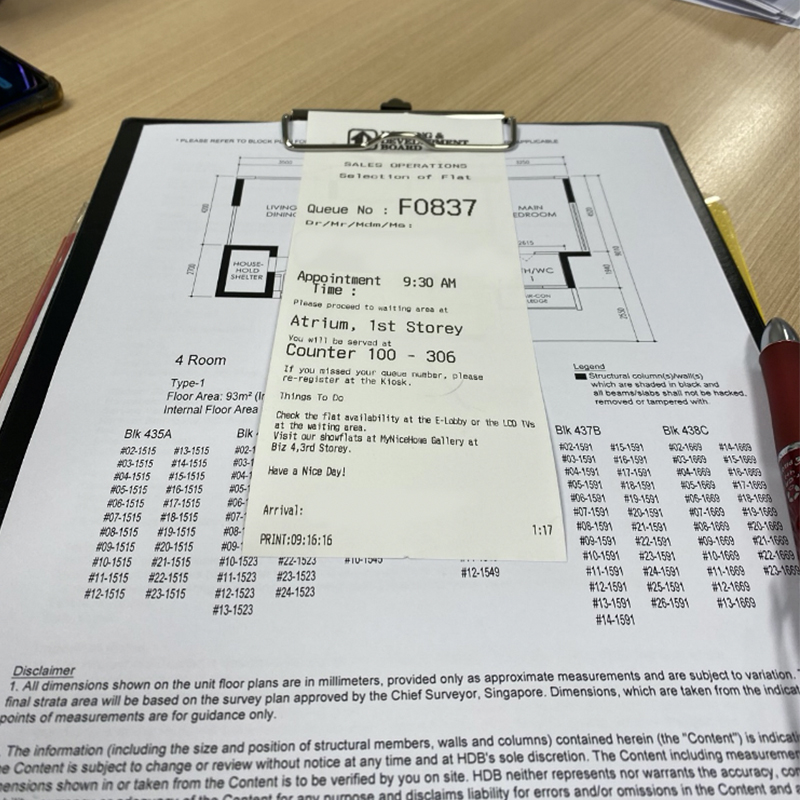 * PLEASE REFER TO BLOCK
DEVELOPMENT
BOARD
SALES OPERATIONS
Selection of Flat
Queue No : F0837
Dr/Mr/Mdm/Ms:
Appointment 9:30 AM
Time :
Please proceed to waiting area at
Atrium, 1st Storey
You will be served at
Counter 100 - 306
If you missed your queue number, please
re-register at the Kiosk.
Things To Do
Check the flat availability at the E-Lobby or the LCD TVs
at the waiting area.
Visit our showflats at MyNiceHome Gallery at
Biz 4,3rd Storey.
Have a Nice Day!
Arrival:
PRINT:09:16:16 1:17
LIVING
DINING
HOUSE-
HOLD
SHELTER
MAIN
BEDROOM
4 Room
Type-1
Floor Area: 93m²
Internal Floor Area
Legend
Structural column(s)/wall(s)
which are shaded in black and
all beams/slabs shall not be hacked,
removed or tampered with.
Blk 435A
#02-1515 #13-1515
#03-1515 #14-1515
#04-1515 #15-1515
#05-1515 #16-1515
#06-1515 #17-1515
#07-1515 #18-1515
#08-1515 #19-1515
#09-1515 #20-1515
#10-1515 #21-1515
#11-1515 #22-1515
#12-1515 #23-1515
#10-1523 #22-1523
#11-1523 #23-1523
#12-1523 #24-1523
#13-1523
#10-1549
#12-1549
Blk 437B
#02-1591 #15-1591
#03-1591 #16-1591
#04-1591 #17-1591
#05-1591 #18-1591
#06-1591 #19-1591
#07-1591 #20-1591
#08-1591 #21-1591
#09-1591 #22-1591
#10-1591 #23-1591
#11-1591 #24-1591
#12-1591 #25-1591
#13-1591 #26-1591
#14-1591
Blk 438C
#02-1669 #14-1669
#03-1669 #15-1669
#04-1669 #16-1669
#05-1669 #17-1669
#06-1669 #18-1669
#07-1669 #19-1669
#08-1669 #20-1669
#09-1669 #21-1669
#10-1669 #22-1669
#11-1669 #23-1669
#12-1669
#13-1669
Disclaimer
1. All dimensions shown on the unit floor plans are in millimeters, provided only as approximate measurements and are subject to variation.
final strata area will be based on the survey plan approved by the Chief Surveyor, Singapore. Dimensions, which are taken from the
points of measurements are for guidance only.
The information (including the size and position of structural members, walls and columns) contained herein (the "Content") is
Content is subject to change or review without notice at any time and at HDB's sole discretion. The Content including
shown in or taken from the Content is to be verified by you on site. HDB neither represents nor warrants the accuracy,
of the Content for any purpose and disclaims liability for errors and/or omissions in the Content and